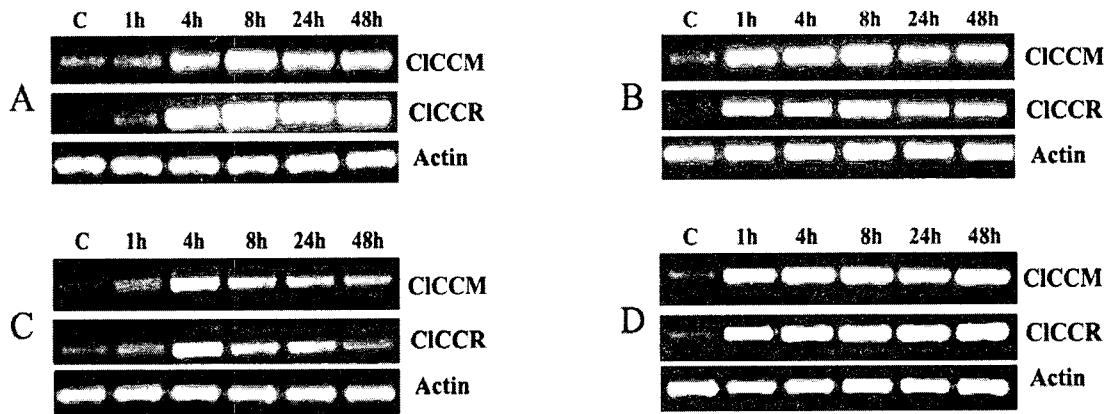 C 1h 4h 8h 24h 48h
ClCCM
A
ClCCR
Actin
C 1h 4h 8h 24h 48h
ClCCM
B
ClCCR
Actin
C 1h 4h 8h 24h 48h
ClCCM
C
ClCCR
Actin
C 1h 4h 8h 24h 48h
ClCCM
D
ClCCR
Actin